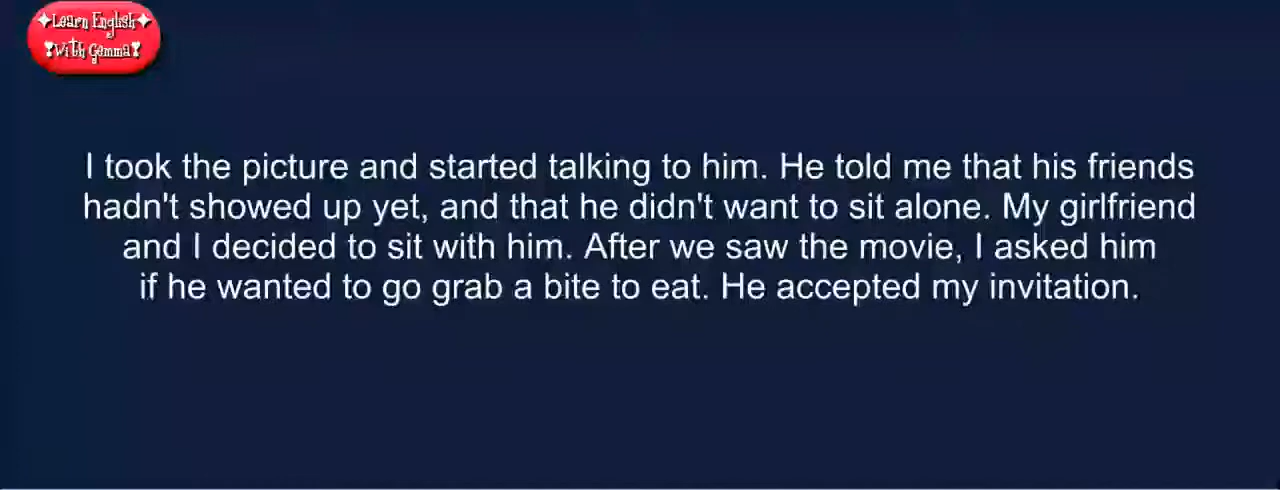 Learn English
With Gemma
I took the picture and started talking to him. He told me that his friends
hadn't showed up yet, and that he didn't want to sit alone. My girlfriend
and I decided to sit with him. After we saw the movie, I asked him
if he wanted to go grab a bite to eat. He accepted my invitation.